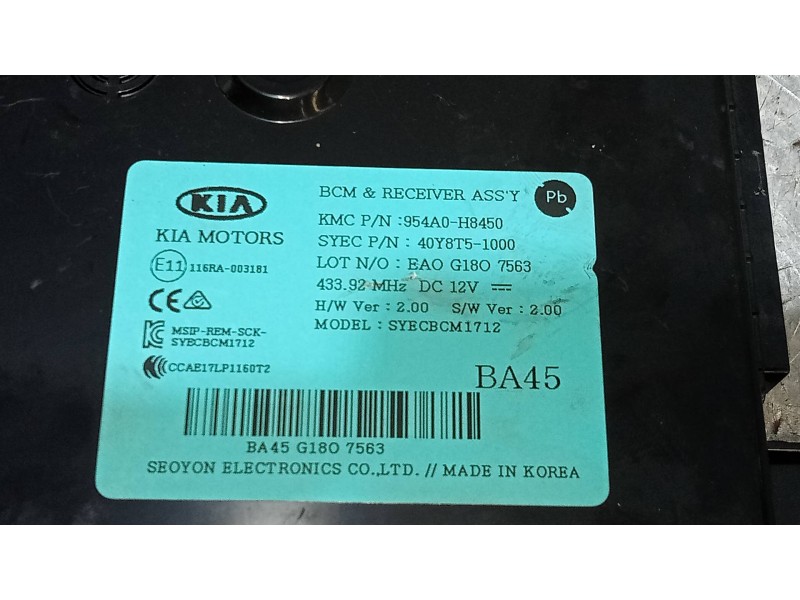 KIA
KIA MOTORS
BCM & RECEIVER ASS'Y
Pb
KMC P/N :954A0-H8450
SYEC P/N : 40Y8T5-1000
LOT N/O : EAO G18O 7563
433.92 MHz DC 12V
H/W Ver : 2.00 S/W Ver : 2.00
MODEL : SYECBCM1712
E11 116RA-003181
CE
MSIP-REM-SCK-
SYECBCM1712
CCAE17LP1160T2
BA45
BA45 G18O 7563
SEOYON ELECTRONICS CO.,LTD. // MADE IN KOREA